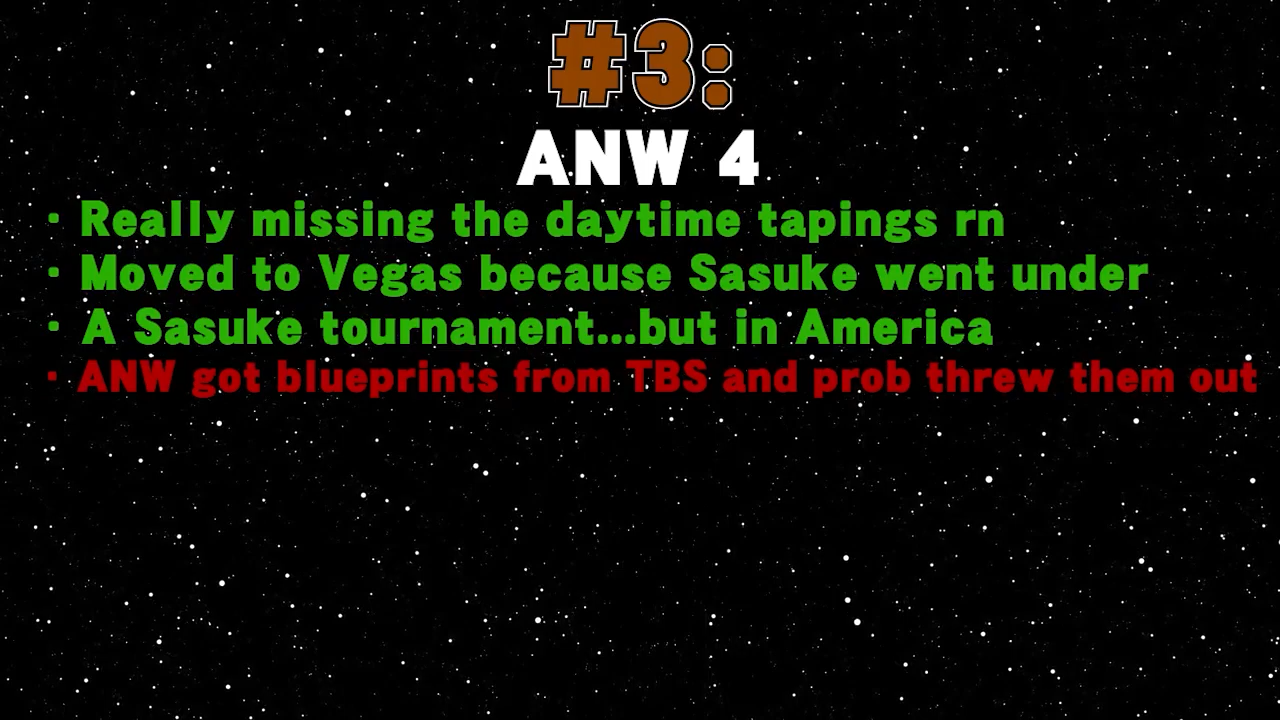 #3:
ANW 4
· Really missing the daytime tapings rn
· Moved to Vegas because Sasuke went under
· A Sasuke tournament...but in America
· ANW got blueprints from TBS and prob threw them out